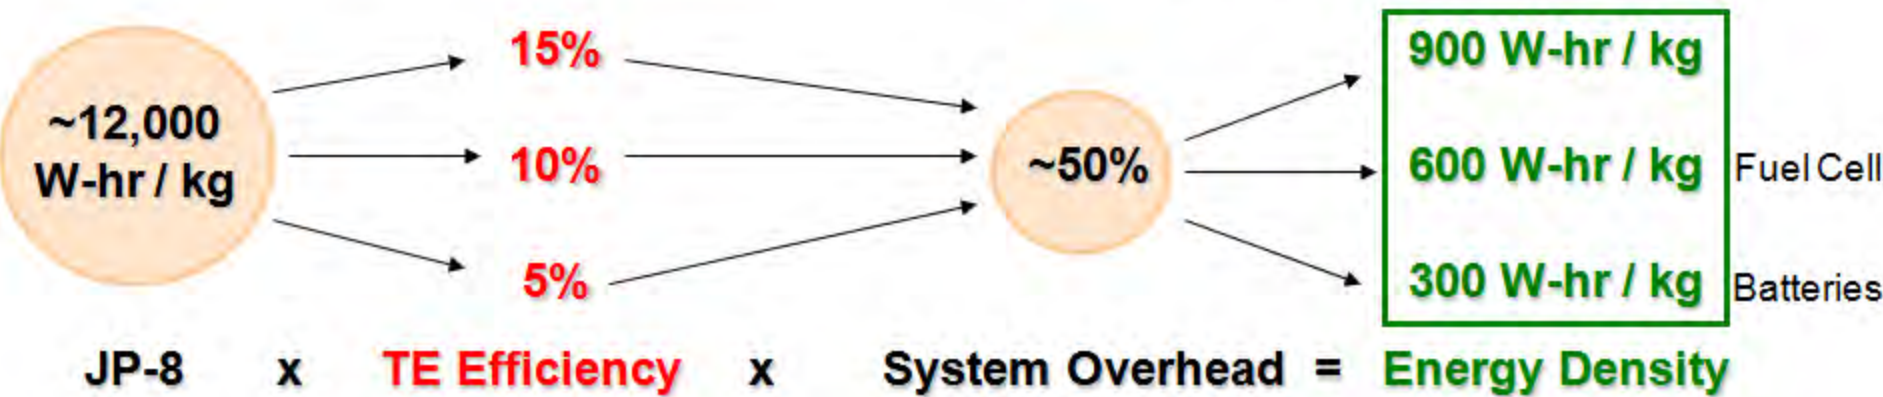 ~12,000
W-hr / kg
15%
10%
5%
~50%
900 W-hr / kg
600 W-hr / kg Fuel Cell
300 W-hr / kg Batteries
JP-8 x TE Efficiency x System Overhead = Energy Density